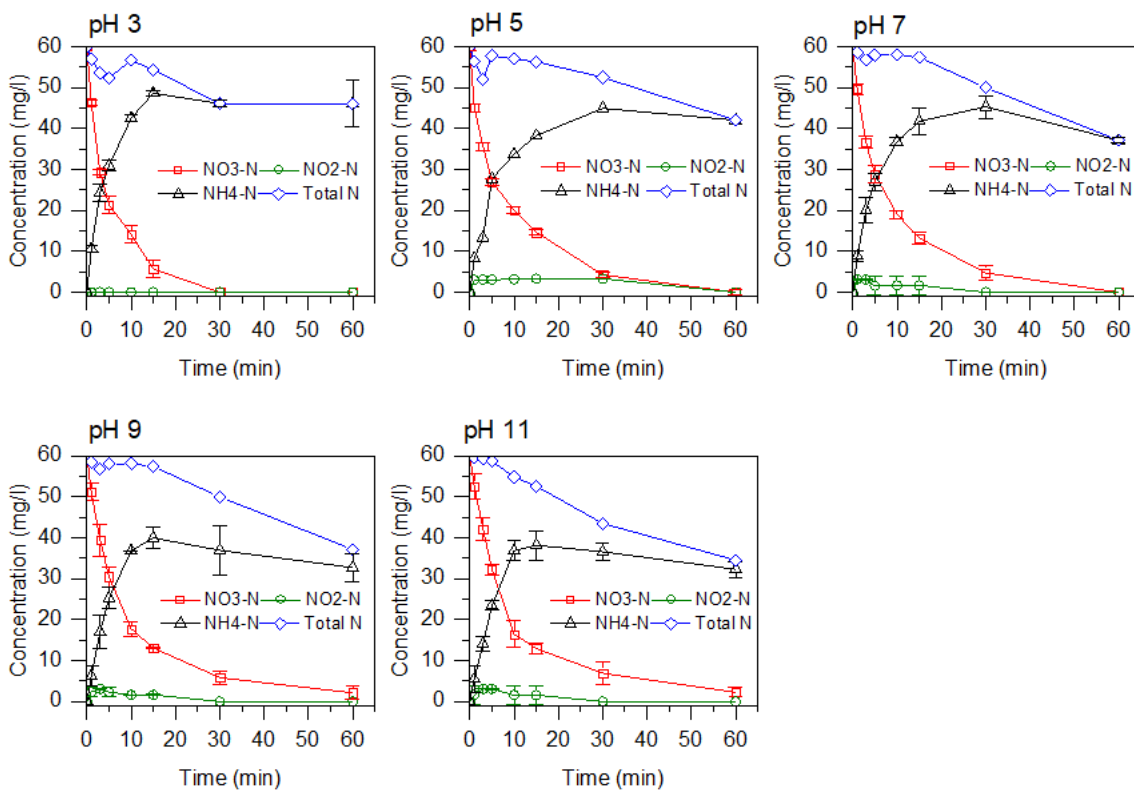 pH 3
60
50
40
30
20
10
0
Concentration (mg/l)
NO3-N NO2-N
NH4-N Total N
0 10 20 30 40 50 60
Time (min)
pH 5
60
50
40
30
20
10
0
Concentration (mg/l)
NO3-N NO2-N
NH4-N Total N
0 10 20 30 40 50 60
Time (min)
pH 7
60
50
40
30
20
10
0
Concentration (mg/l)
NO3-N NO2-N
NH4-N Total N
0 10 20 30 40 50 60
Time (min)
pH 9
60
50
40
30
20
10
0
Concentration (mg/l)
NO3-N NO2-N
NH4-N Total N
0 10 20 30 40 50 60
Time (min)
pH 11
60
50
40
30
20
10
0
Concentration (mg/l)
NO3-N NO2-N
NH4-N Total N
0 10 20 30 40 50 60
Time (min)